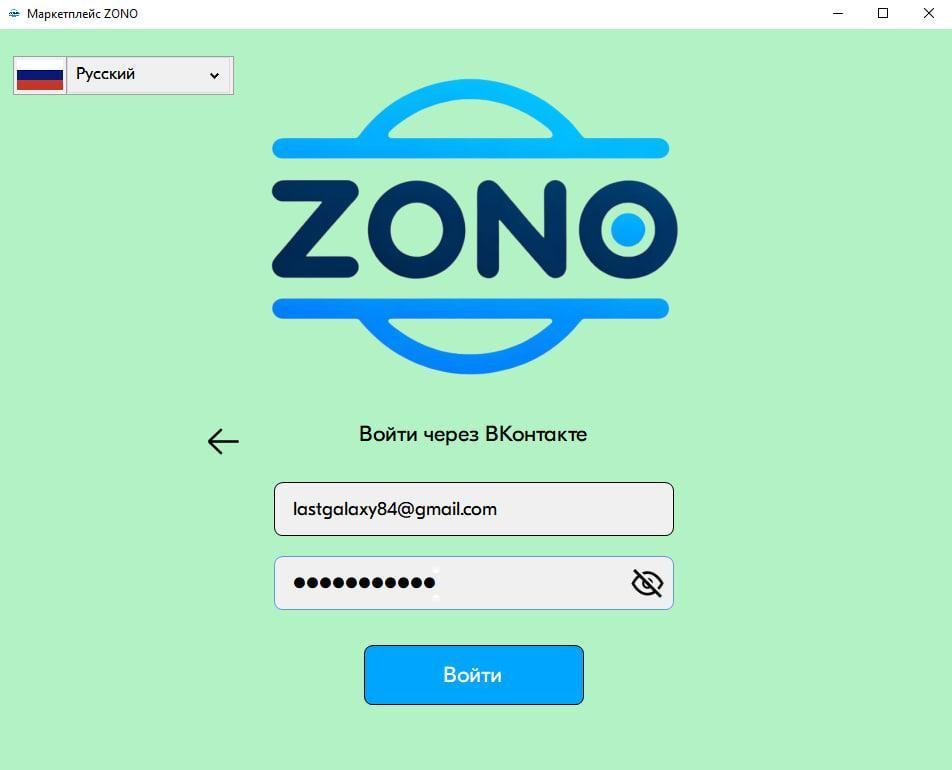 Маркетплейс ZONO
Русский
ZONO
Войти через ВКонтакте
lastgalaxy84@gmail.com
Войти